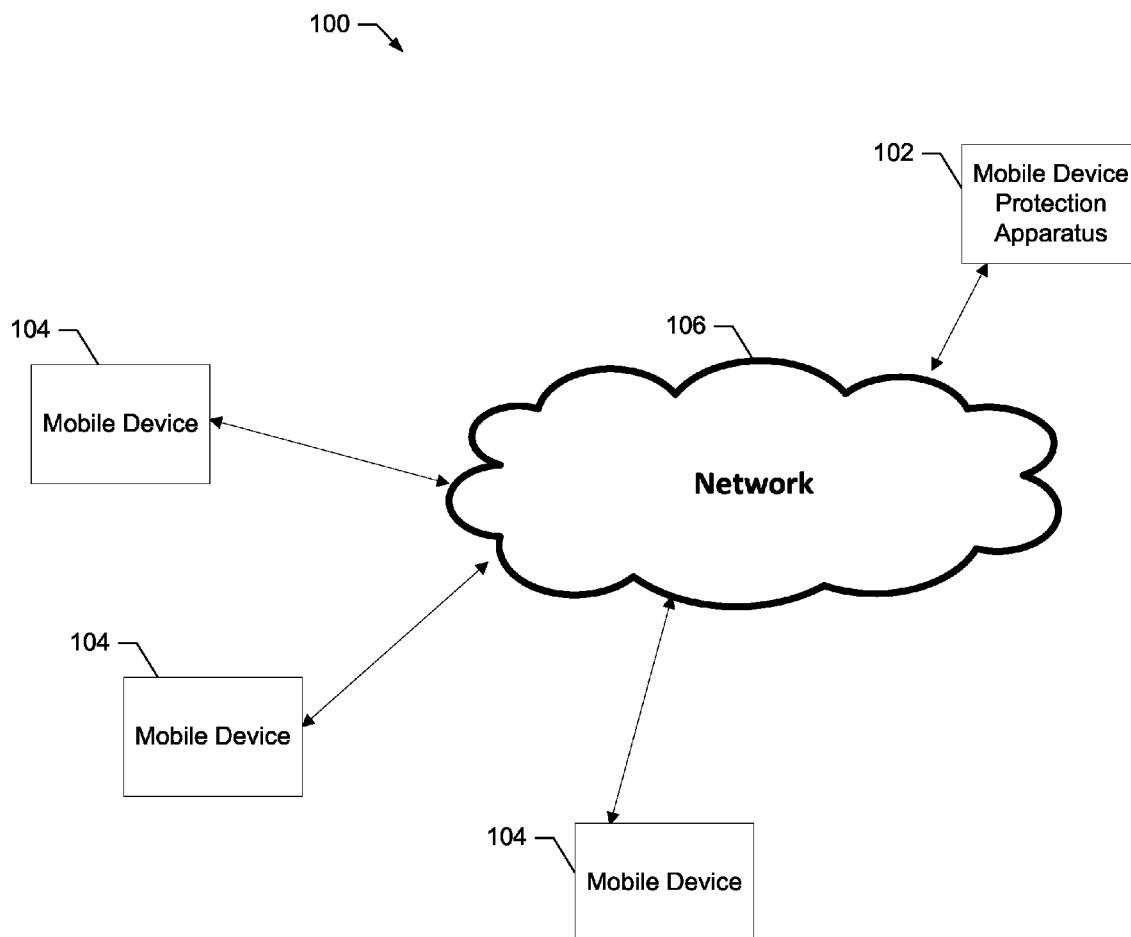 100
102
Mobile Device
Protection
Apparatus
104
106
Mobile Device
Network
104
Mobile Device
104
Mobile Device